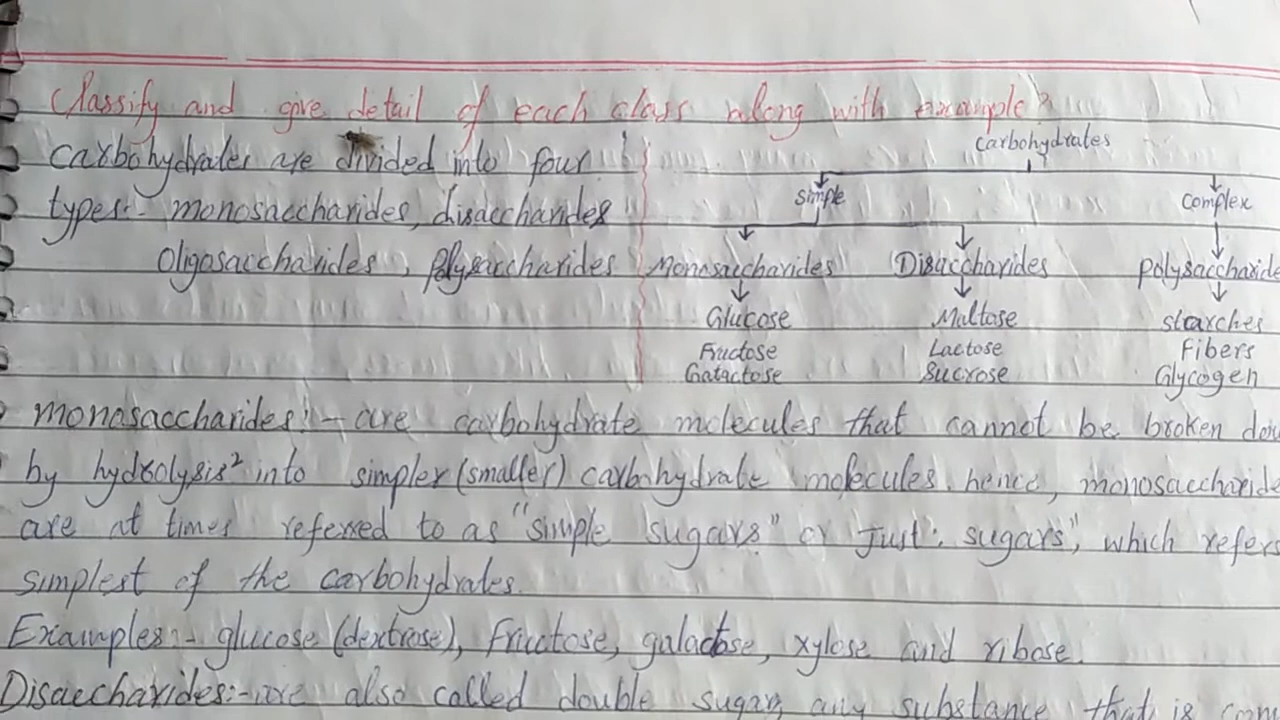 Classify and give detail of each class along with example?
Carbohydrates are divided into four
types:- monosaccharides, disaccharides
Oligosaccharides, Polysaccharides
Carbohydrates
Simple Complex
Monosaccharides Disaccharides Polysaccharide
Glucose Maltose Starches
Fructose Lactose Fibers
Galactose Sucrose Glycogen
monosaccharides:- are carbohydrate molecules that cannot be broken dow
by hydrolysis² into simpler (smaller) carbohydrate molecules. hence, monosaccharide
are at times referred to as "simple sugars" or Just "sugars", which refers
simplest of the carbohydrates.
Examples:- glucose (dextrose), Fructose, galactose, xylose and ribose.
Disaccharides:- are also called double sugar, any substance that is com